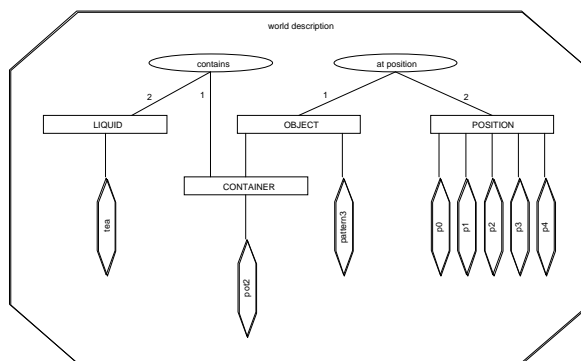 world description
contains
at position
2
1
1
2
LIQUID
OBJECT
POSITION
CONTAINER
tea
pattern3
p0
p1
p2
p3
p4
pot2